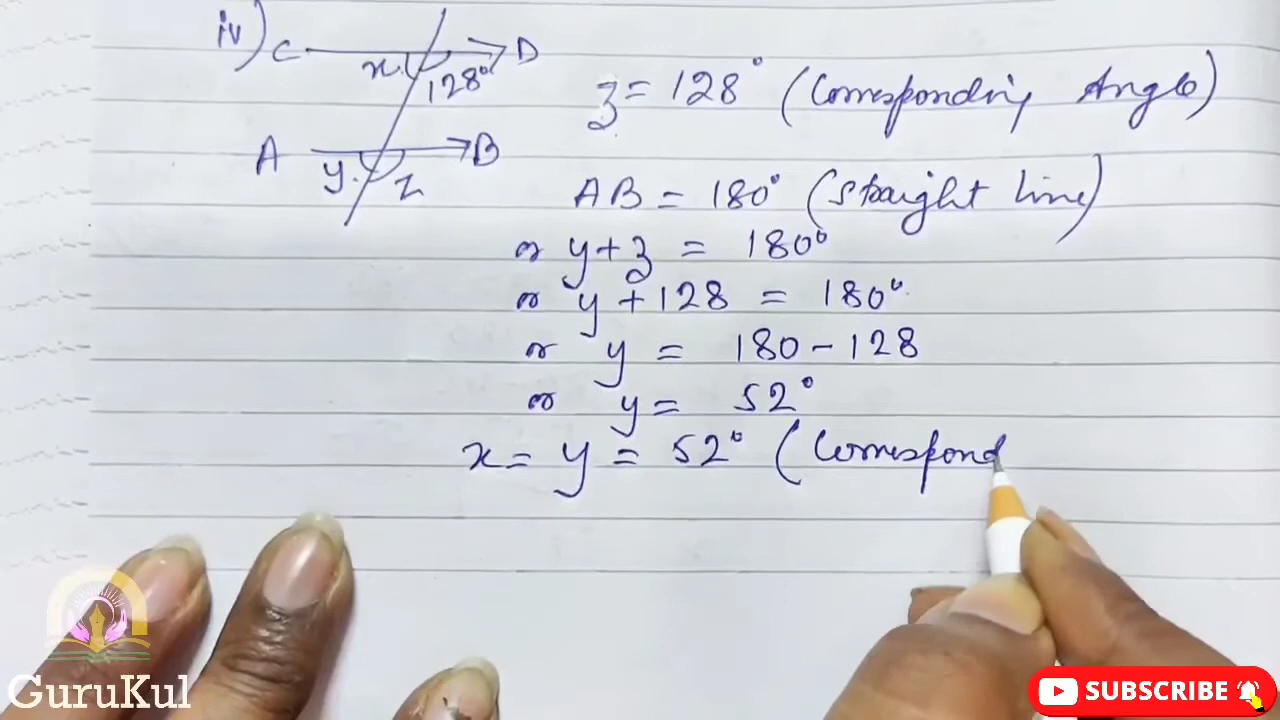 iv) C D
x 128°
A B
y z
z = 128° (Corresponding Angle)
AB = 180° (Straight line)
or y + z = 180°
or y + 128 = 180°
or y = 180 - 128
or y = 52°
x = y = 52° (Correspond
GuruKul
SUBSCRIBE